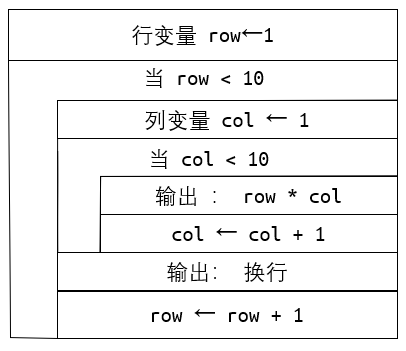 行变量 row←1
当 row < 10
列变量 col ← 1
当 col < 10
输出 : row * col
col ← col + 1
输出: 换行
row ← row + 1